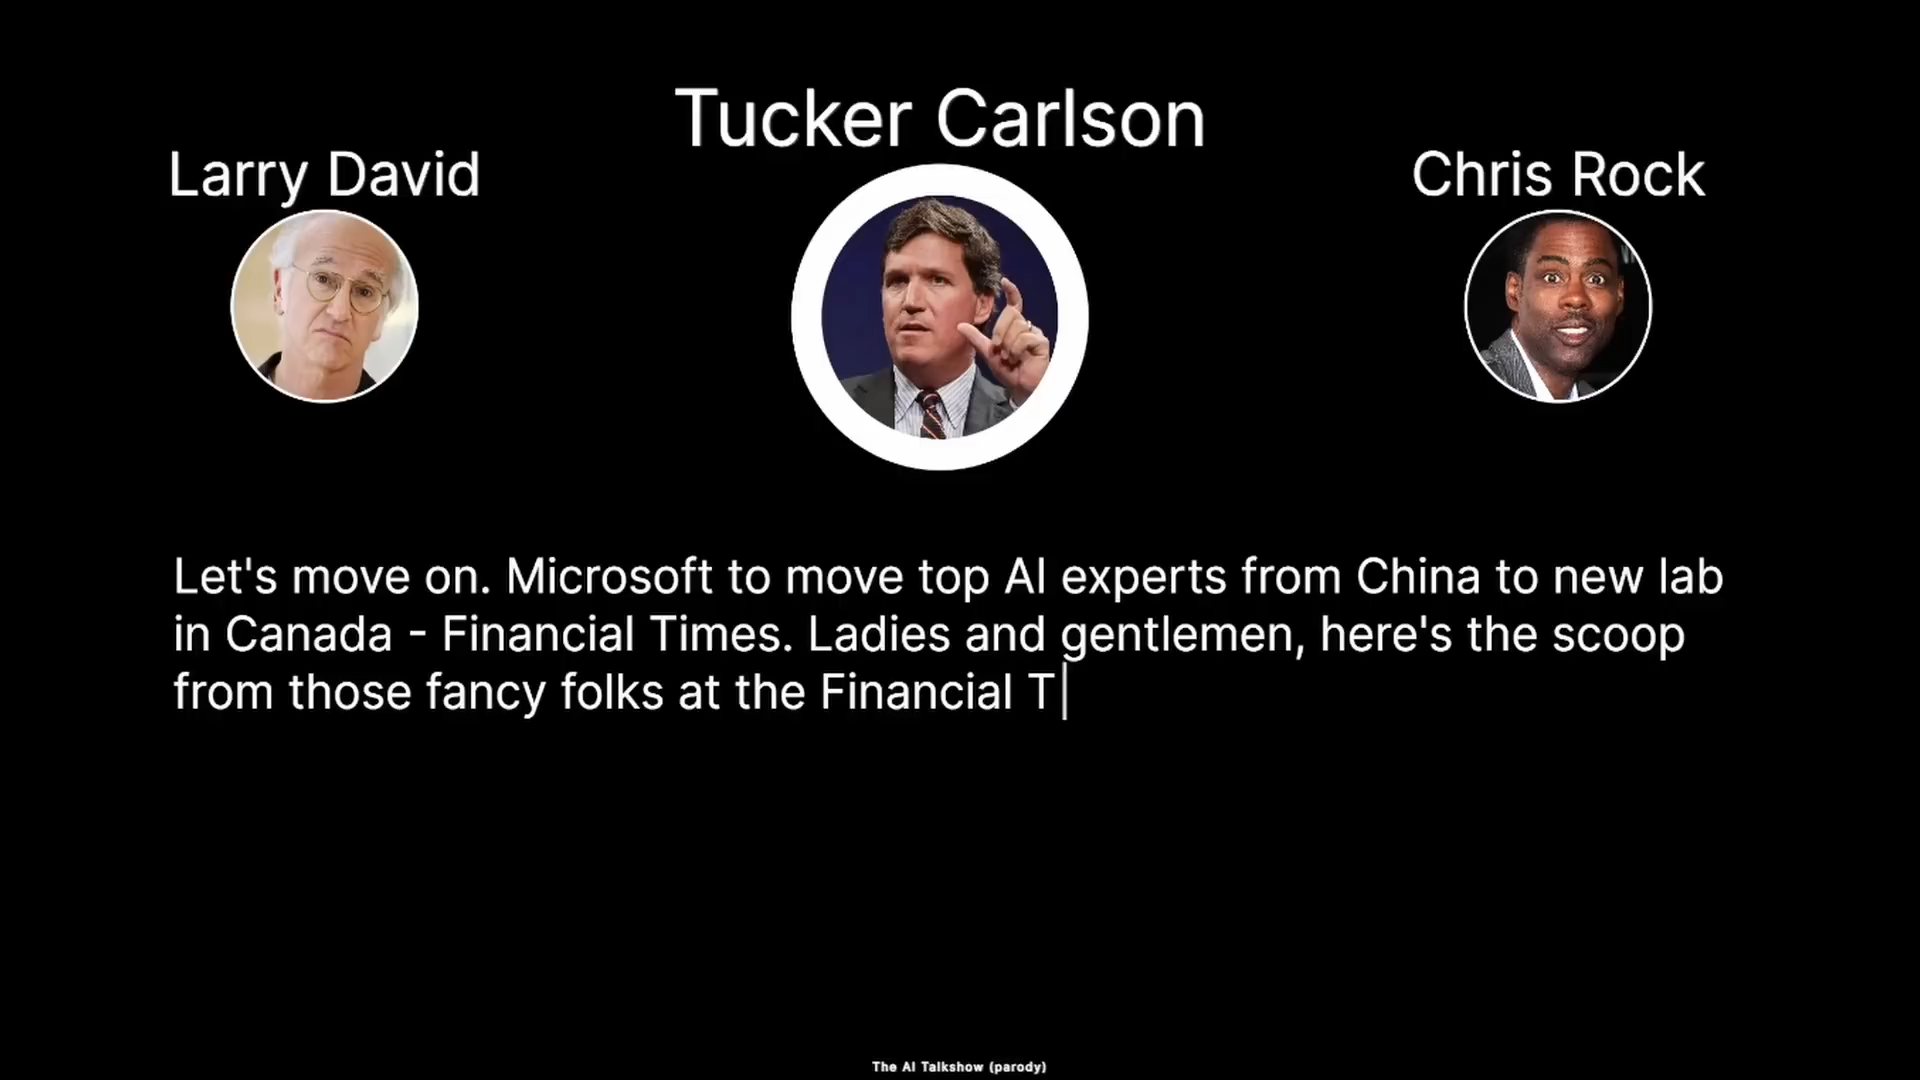 Tucker Carlson
Larry David
Chris Rock
Let's move on. Microsoft to move top AI experts from China to new lab
in Canada - Financial Times. Ladies and gentlemen, here's the scoop
from those fancy folks at the Financial T
The AI Talkshow (parody)